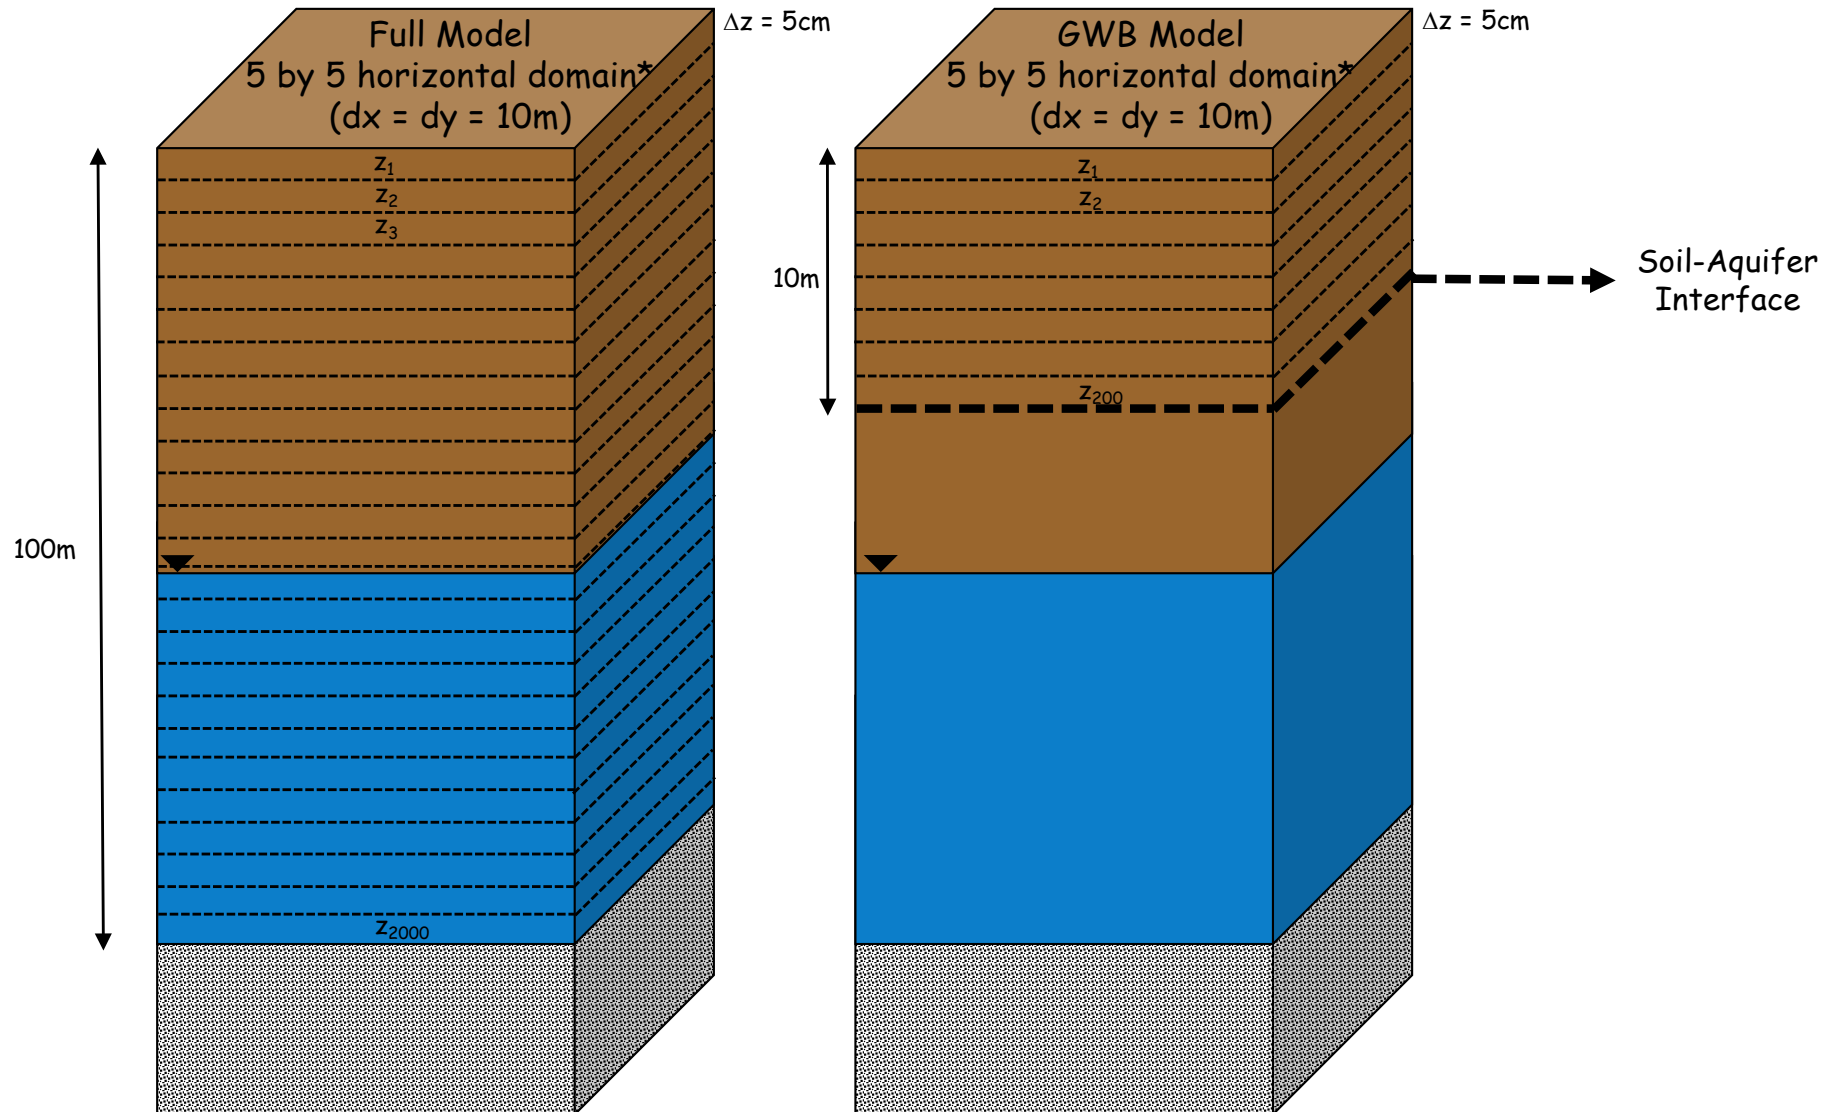 Full Model
5 by 5 horizontal domain*
(dx = dy = 10m)
Δz = 5cm
z₁
z₂
z₃
100m
z₂₀₀₀
GWB Model
5 by 5 horizontal domain*
(dx = dy = 10m)
Δz = 5cm
z₁
z₂
10m
z₂₀₀
Soil-Aquifer
Interface